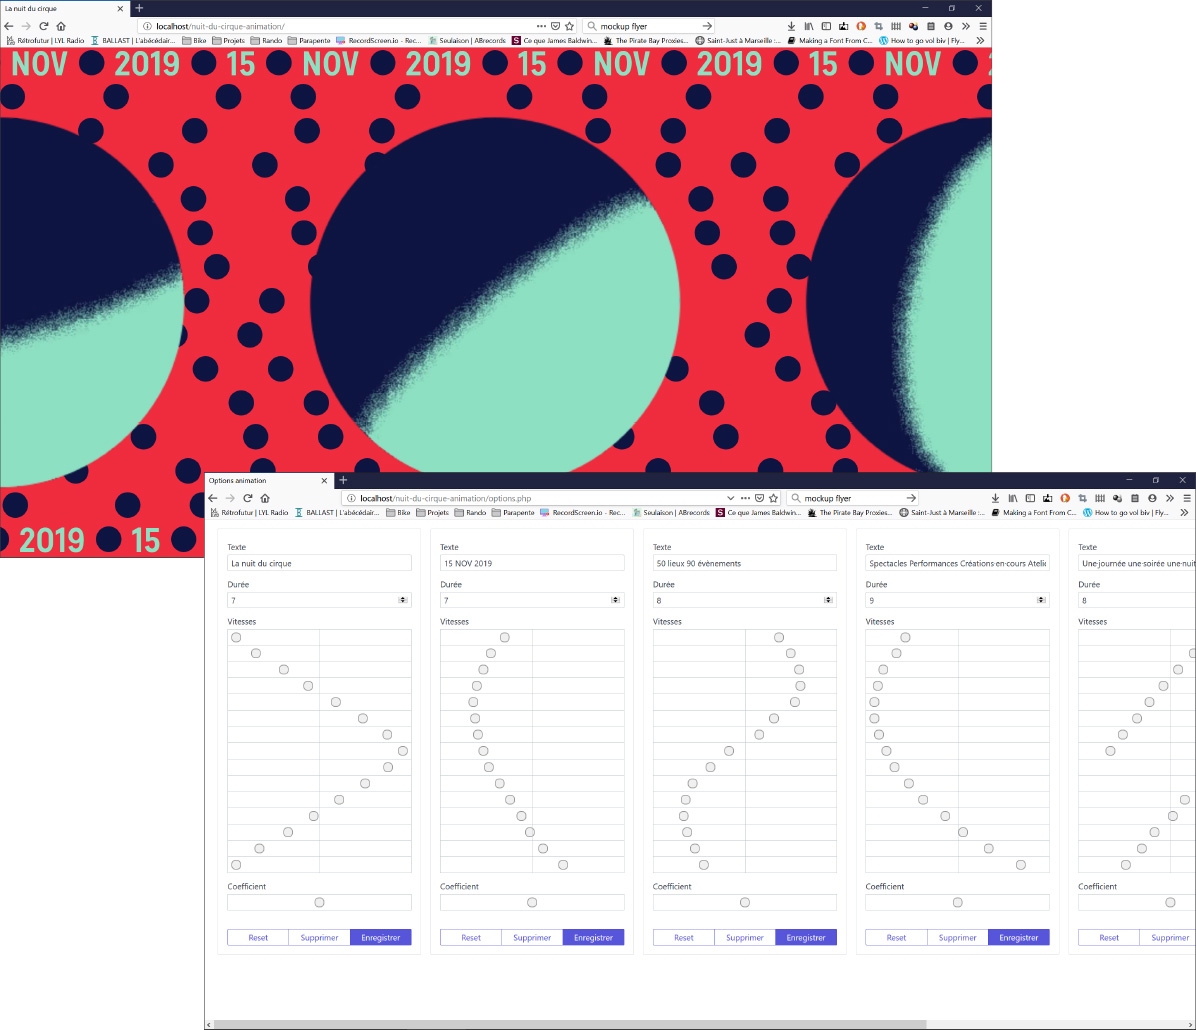 La nuit du cirque
localhost/nuit-du-cirque-animation/
mockup flyer
Rétrofutur | LYL Radio BALLAST | L'abécédair... Bike Projets Rando Parapente RecordScreen.io - Rec... Seulaison | ABrecords Ce que James Baldwin... The Pirate Bay Proxies... Saint-Just à Marseille :... Making a Font From C... How to go vol biv | Fly...
NOV 2019 15 NOV 2019 15 NOV 2019 15 NOV
2019 15
Options animation
localhost/nuit-du-cirque-animation/options.php
mockup flyer
Rétrofutur | LYL Radio BALLAST | L'abécédair... Bike Projets Rando Parapente RecordScreen.io - Rec... Seulaison | ABrecords Ce que James Baldwin... The Pirate Bay Proxies... Saint-Just à Marseille :... Making a Font From C... How to go vol biv | Fly...
Texte Texte Texte Texte Texte
La nuit du cirque 15 NOV 2019 50 lieux 90 évènements Spectacles Performances Créations·en·cours Atelie Une·journée une·soirée une·nuit
Durée Durée Durée Durée Durée
7 7 8 9 8
Vitesses Vitesses Vitesses Vitesses Vitesses
Coefficient Coefficient Coefficient Coefficient Coefficient
Reset Supprimer Enregistrer Reset Supprimer Enregistrer Reset Supprimer Enregistrer Reset Supprimer Enregistrer Reset Supprimer